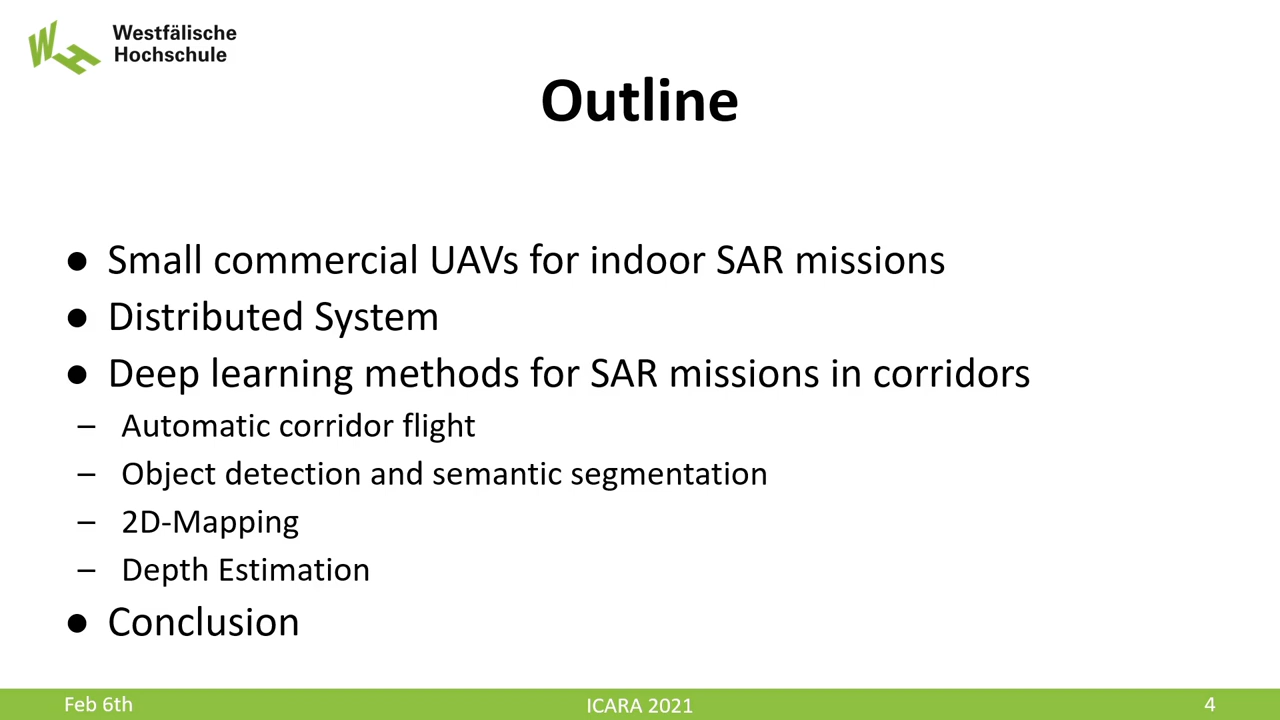 Westfälische
Hochschule
Outline
● Small commercial UAVs for indoor SAR missions
● Distributed System
● Deep learning methods for SAR missions in corridors
– Automatic corridor flight
– Object detection and semantic segmentation
– 2D-Mapping
– Depth Estimation
● Conclusion
Feb 6th
ICARA 2021
4